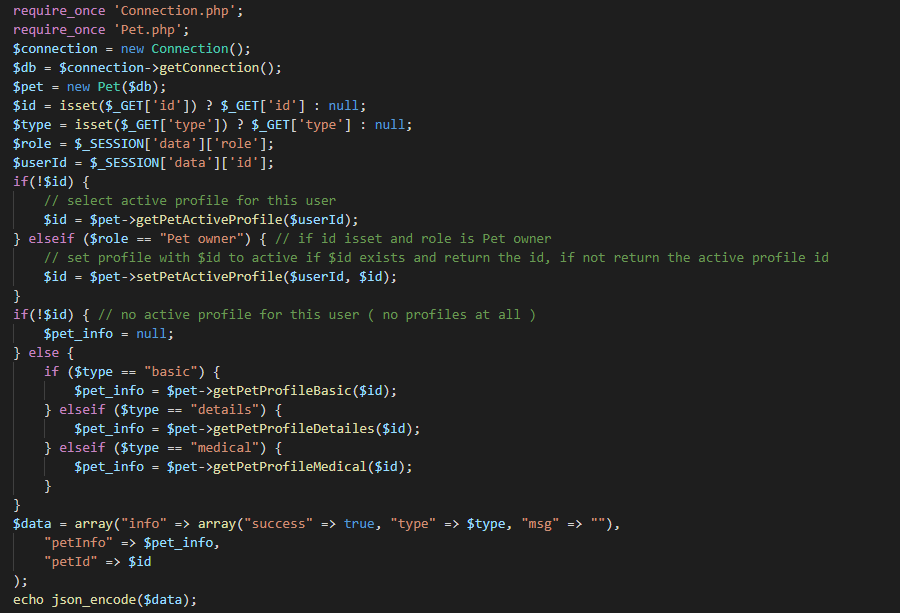 require_once 'Connection.php';
require_once 'Pet.php';
$connection = new Connection();
$db = $connection->getConnection();
$pet = new Pet($db);
$id = isset($_GET['id']) ? $_GET['id'] : null;
$type = isset($_GET['type']) ? $_GET['type'] : null;
$role = $_SESSION['data']['role'];
$userId = $_SESSION['data']['id'];
if(!$id) {
    // select active profile for this user
    $id = $pet->getPetActiveProfile($userId);
} elseif ($role == "Pet owner") { // if id isset and role is Pet owner
    // set profile with $id to active if $id exists and return the id, if not return the active profile id
    $id = $pet->setPetActiveProfile($userId, $id);
}
if(!$id) { // no active profile for this user ( no profiles at all )
    $pet_info = null;
} else {
    if ($type == "basic") {
        $pet_info = $pet->getPetProfileBasic($id);
    } elseif ($type == "details") {
        $pet_info = $pet->getPetProfileDetailes($id);
    } elseif ($type == "medical") {
        $pet_info = $pet->getPetProfileMedical($id);
    }
}
$data = array("info" => array("success" => true, "type" => $type, "msg" => ""),
    "petInfo" => $pet_info,
    "petId" => $id
);
echo json_encode($data);